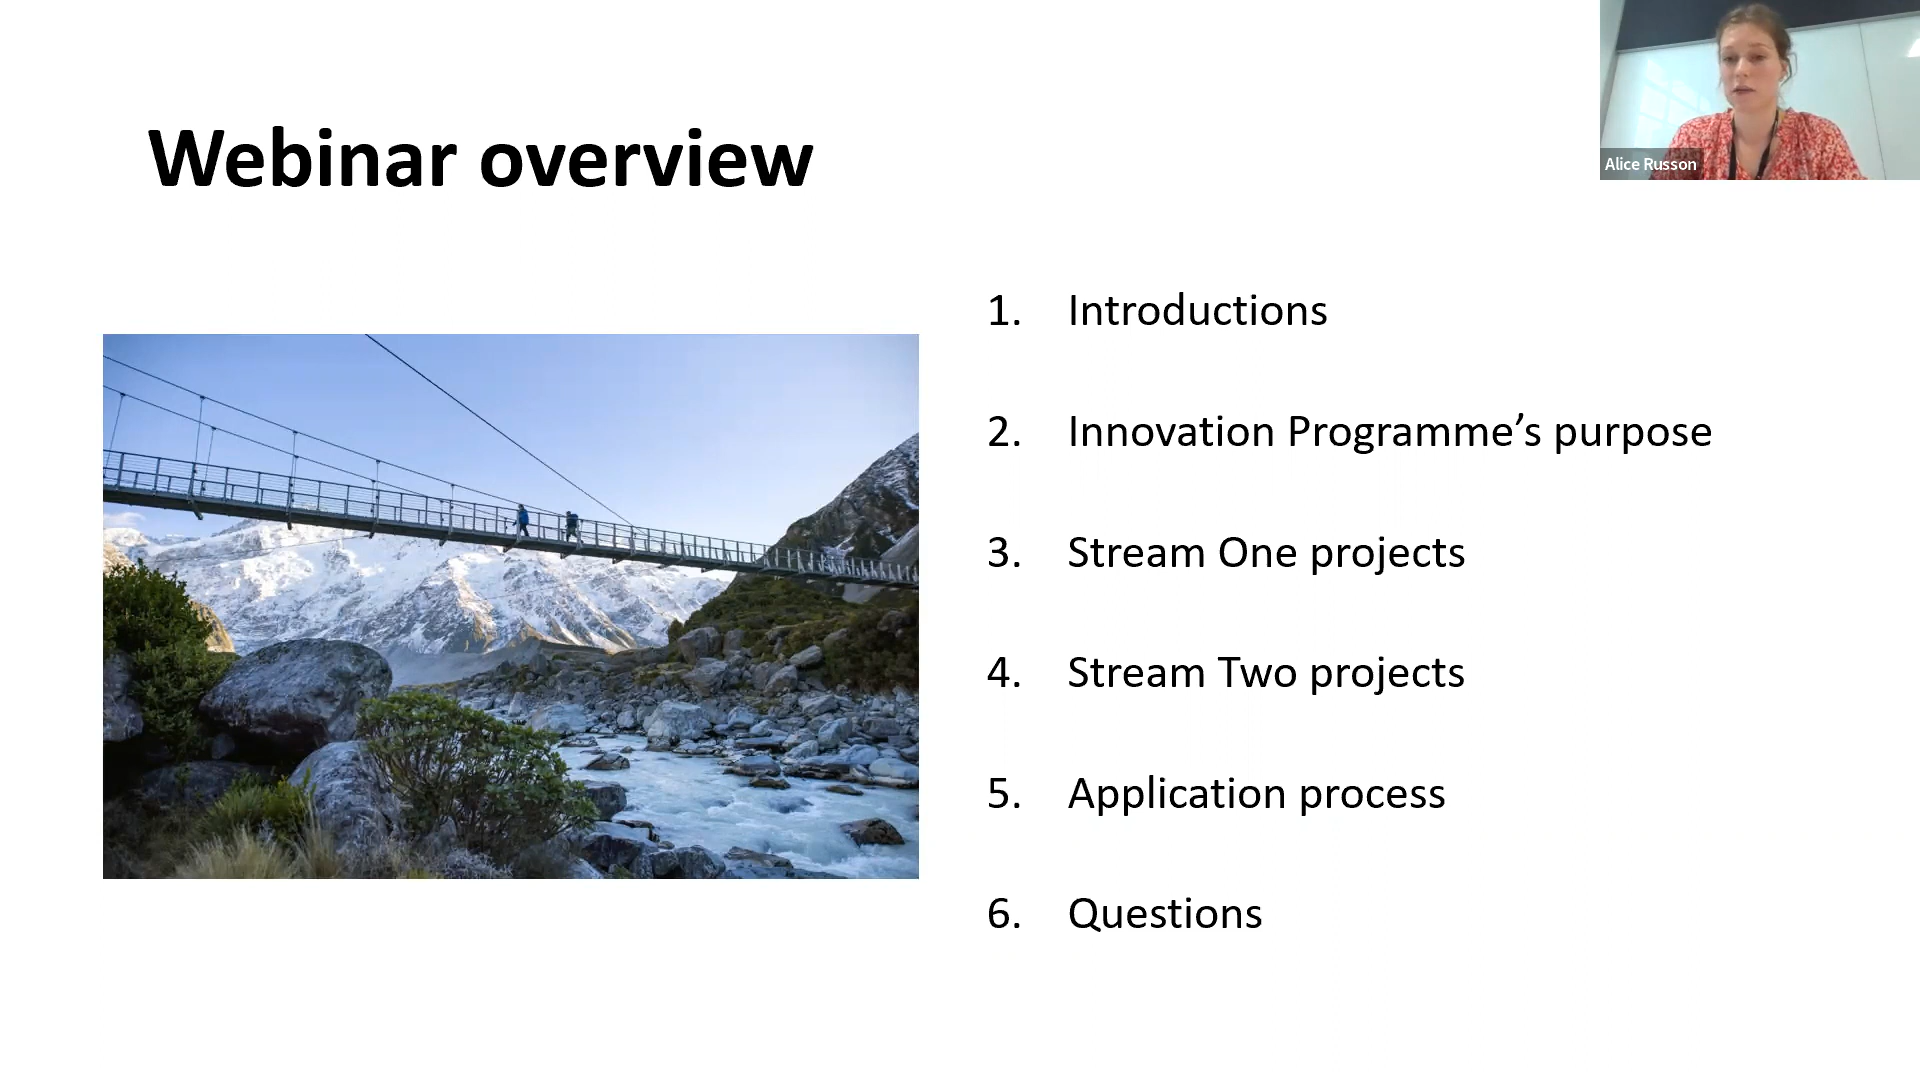 Webinar overview
Alice Russon
1. Introductions
2. Innovation Programme’s purpose
3. Stream One projects
4. Stream Two projects
5. Application process
6. Questions